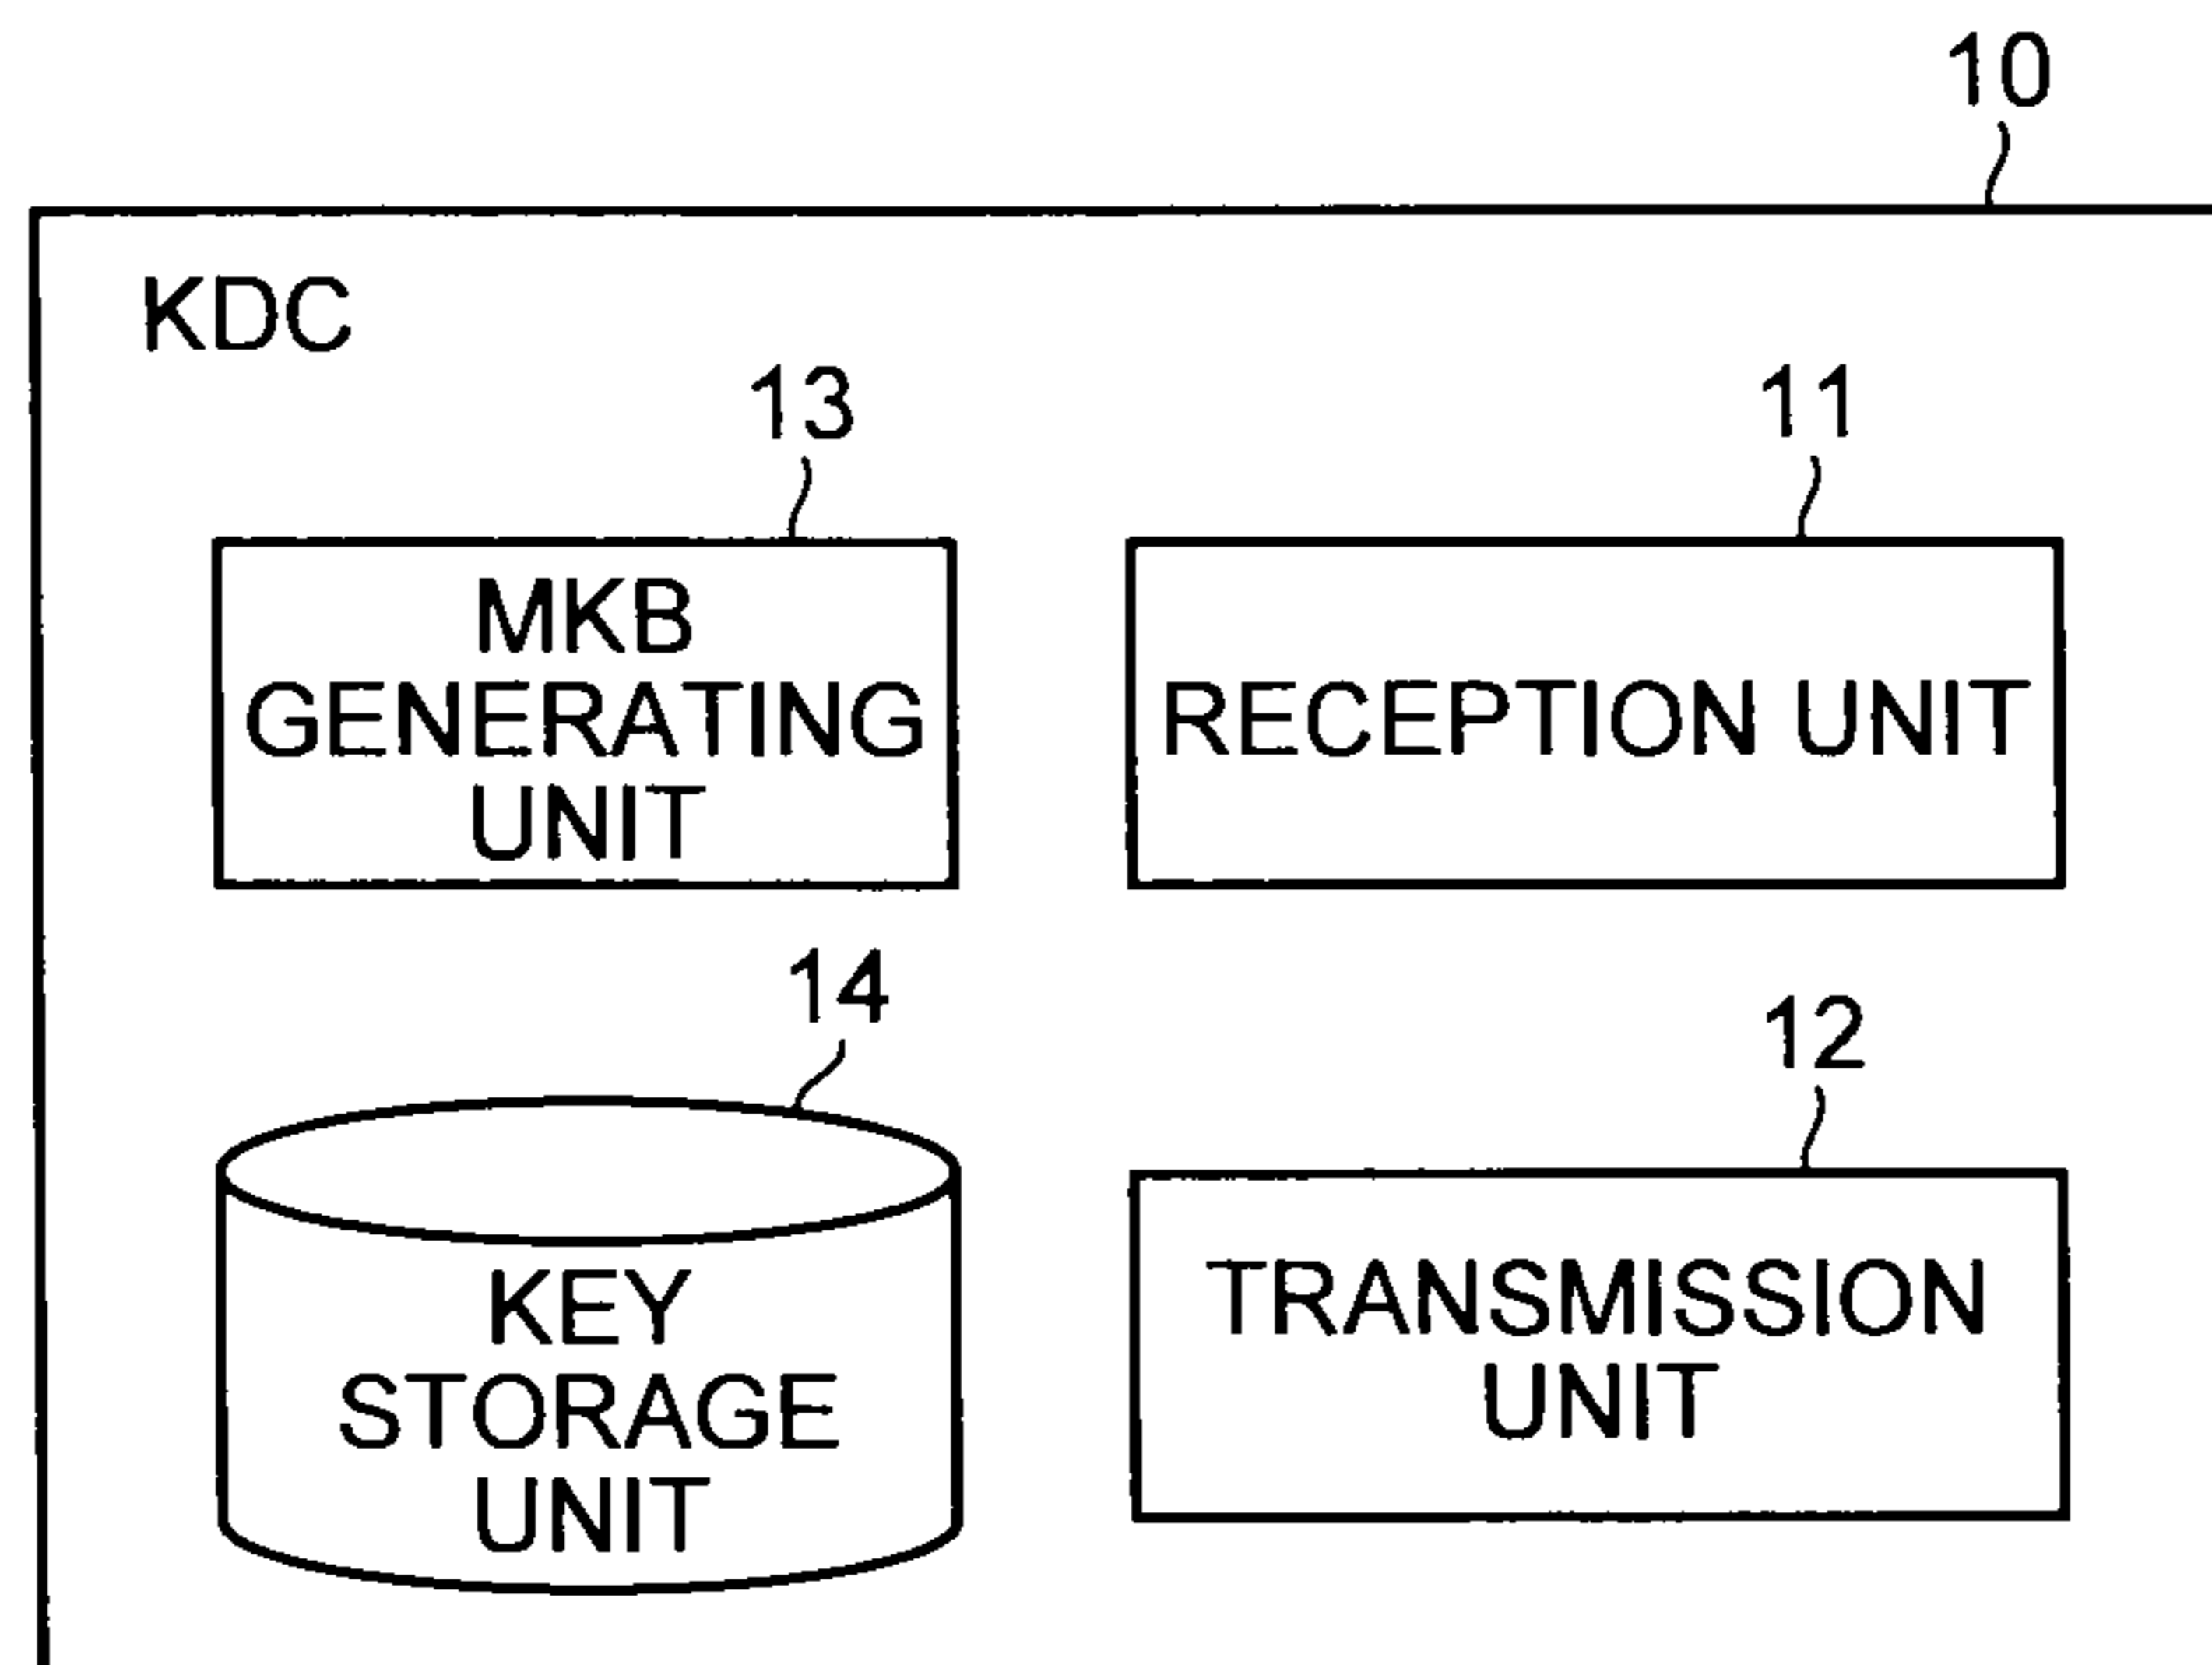 10
KDC
13
MKB
GENERATING
UNIT
11
RECEPTION UNIT
14
KEY
STORAGE
UNIT
12
TRANSMISSION
UNIT